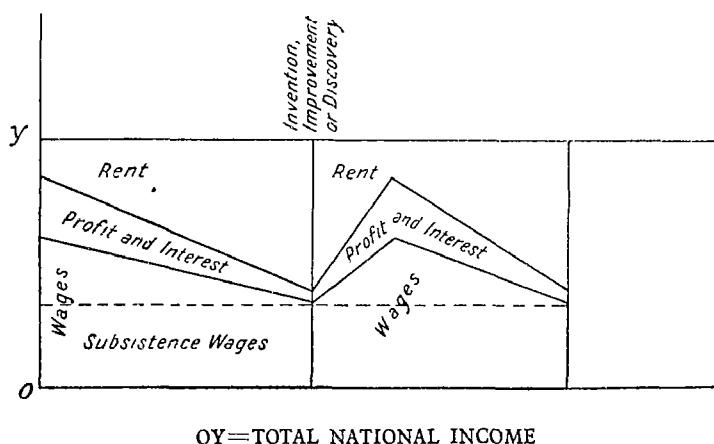 Invention,
Improvement
or Discovery
Y
Rent
Rent
Profit and Interest
Profit and Interest
Wages
Wages
Subsistence Wages
O
OY=TOTAL NATIONAL INCOME